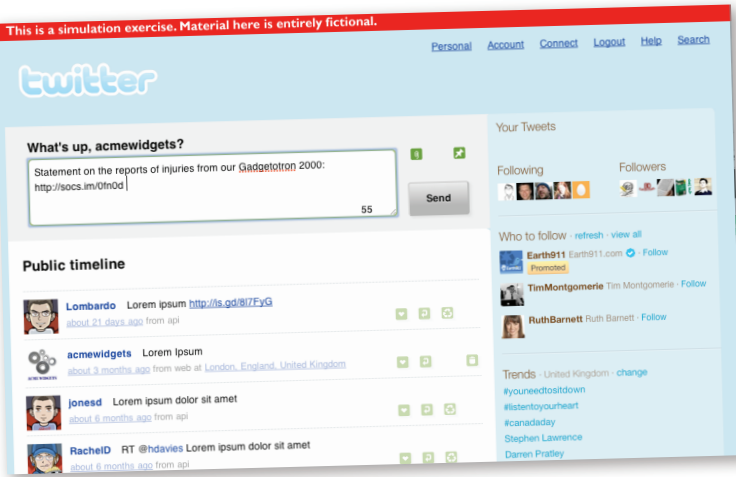 This is a simulation exercise. Material here is entirely fictional.
Personal Account Connect Logout Help Search
twitter
What's up, acmewidgets?
Statement on the reports of injuries from our Gadgetotron 2000:
http://socs.im/0fn0d
55
Send
Public timeline
Lombardo Lorem ipsum http://is.gd/8l7FyG
about 21 days ago from api
acmewidgets Lorem Ipsum
about 3 months ago from web at London, England, United Kingdom
jonesd Lorem ipsum dolor sit amet
about 6 months ago from api
RachelD RT @hdavies Lorem ipsum dolor sit amet
about 6 months ago from api
Your Tweets
Following
Followers
Who to follow · refresh · view all
Earth911 Earth911.com · Follow
Promoted
TimMontgomerie Tim Montgomerie · Follow
RuthBarnett Ruth Barnett · Follow
Trends · United Kingdom · change
#youneedtositdown
#listentoyourheart
#canadaday
Stephen Lawrence
Darren Pratley